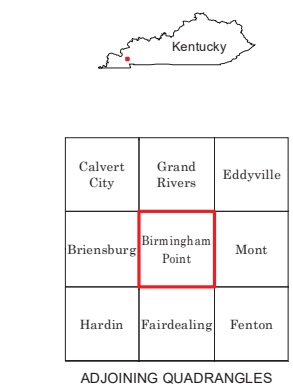 Kentucky
Calvert City
Grand Rivers
Eddyville
Briensburg
Birmingham Point
Mont
Hardin
Fairdealing
Fenton
ADJOINING QUADRANGLES